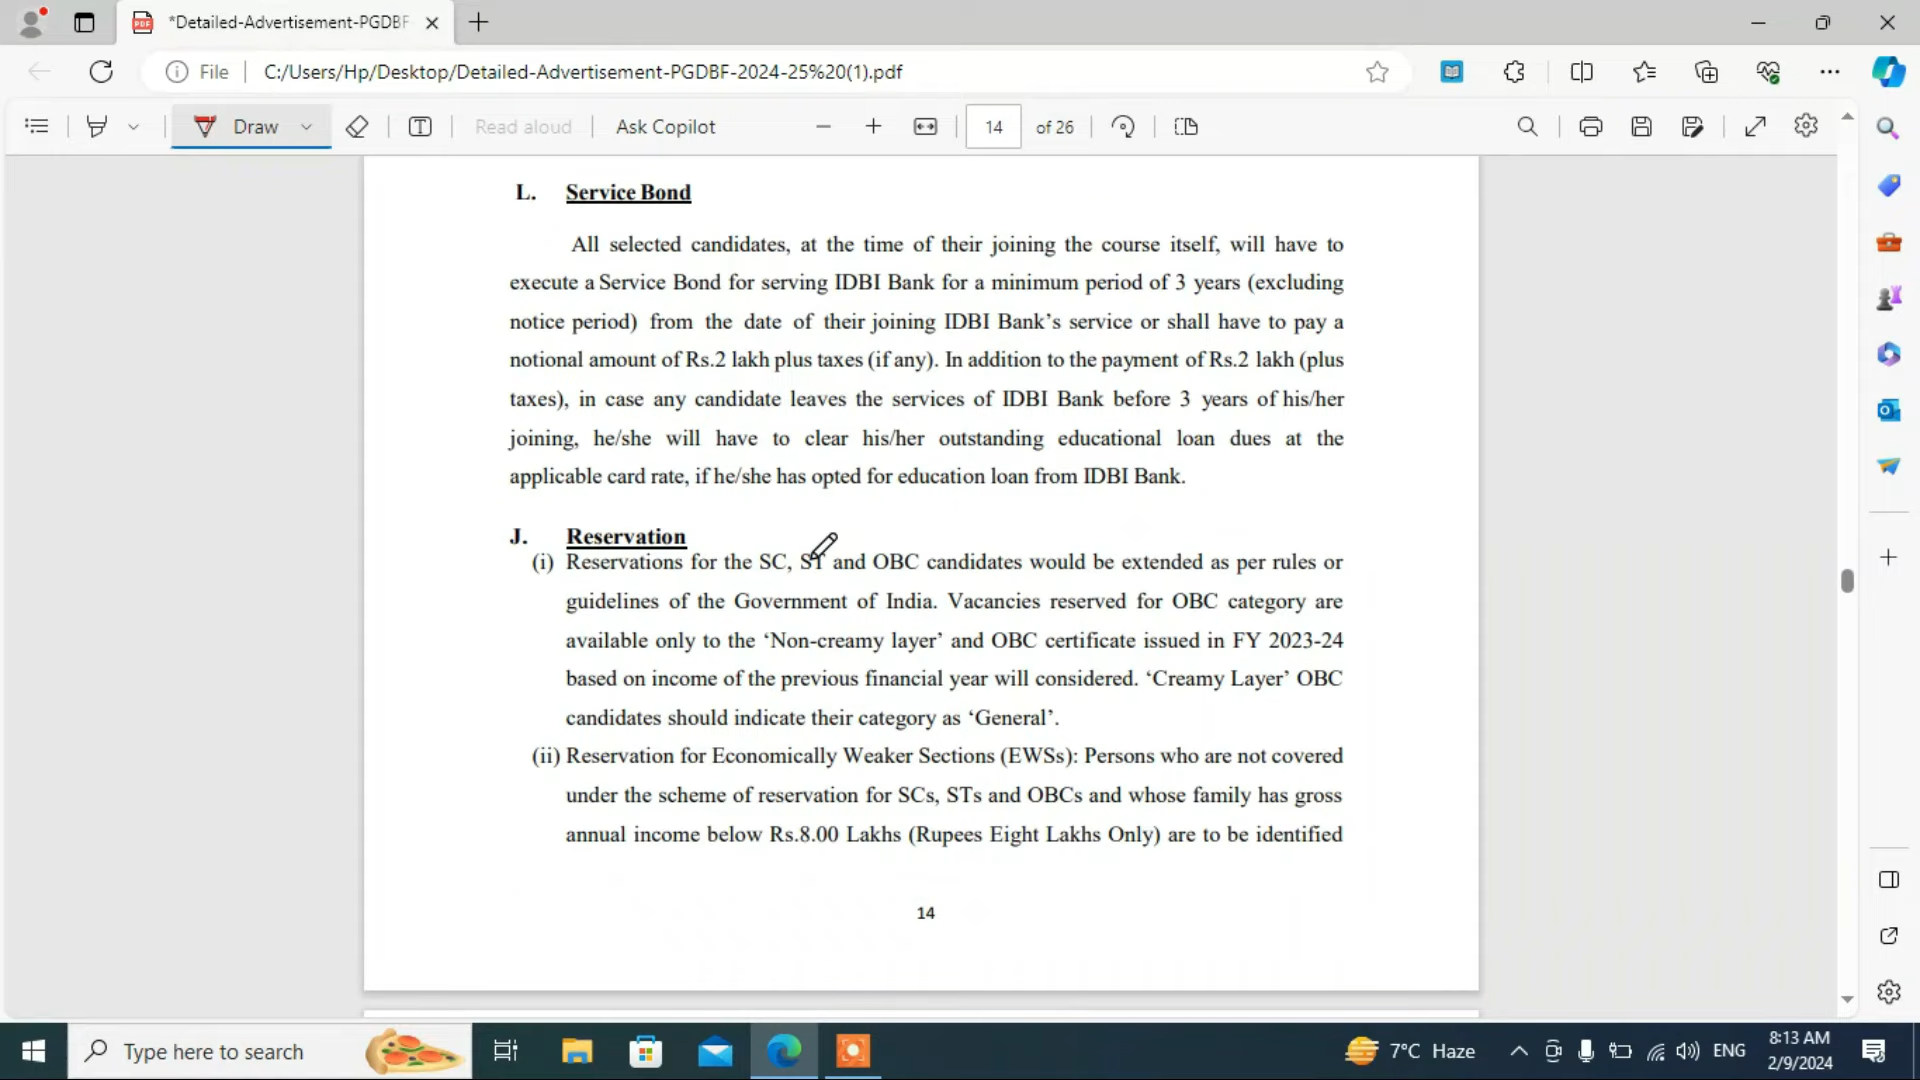 *Detailed-Advertisement-PGDBF
File
C:/Users/Hp/Desktop/Detailed-Advertisement-PGDBF-2024-25%20(1).pdf
Draw
Read aloud
Ask Copilot
14
of 26
L. Service Bond
All selected candidates, at the time of their joining the course itself, will have to
execute a Service Bond for serving IDBI Bank for a minimum period of 3 years (excluding
notice period) from the date of their joining IDBI Bank's service or shall have to pay a
notional amount of Rs.2 lakh plus taxes (if any). In addition to the payment of Rs.2 lakh (plus
taxes), in case any candidate leaves the services of IDBI Bank before 3 years of his/her
joining, he/she will have to clear his/her outstanding educational loan dues at the
applicable card rate, if he/she has opted for education loan from IDBI Bank.
J. Reservation
(i) Reservations for the SC, ST and OBC candidates would be extended as per rules or
guidelines of the Government of India. Vacancies reserved for OBC category are
available only to the ‘Non-creamy layer’ and OBC certificate issued in FY 2023-24
based on income of the previous financial year will considered. ‘Creamy Layer’ OBC
candidates should indicate their category as ‘General’.
(ii) Reservation for Economically Weaker Sections (EWSs): Persons who are not covered
under the scheme of reservation for SCs, STs and OBCs and whose family has gross
annual income below Rs.8.00 Lakhs (Rupees Eight Lakhs Only) are to be identified
14
Type here to search
7°C Haze
ENG
8:13 AM
2/9/2024